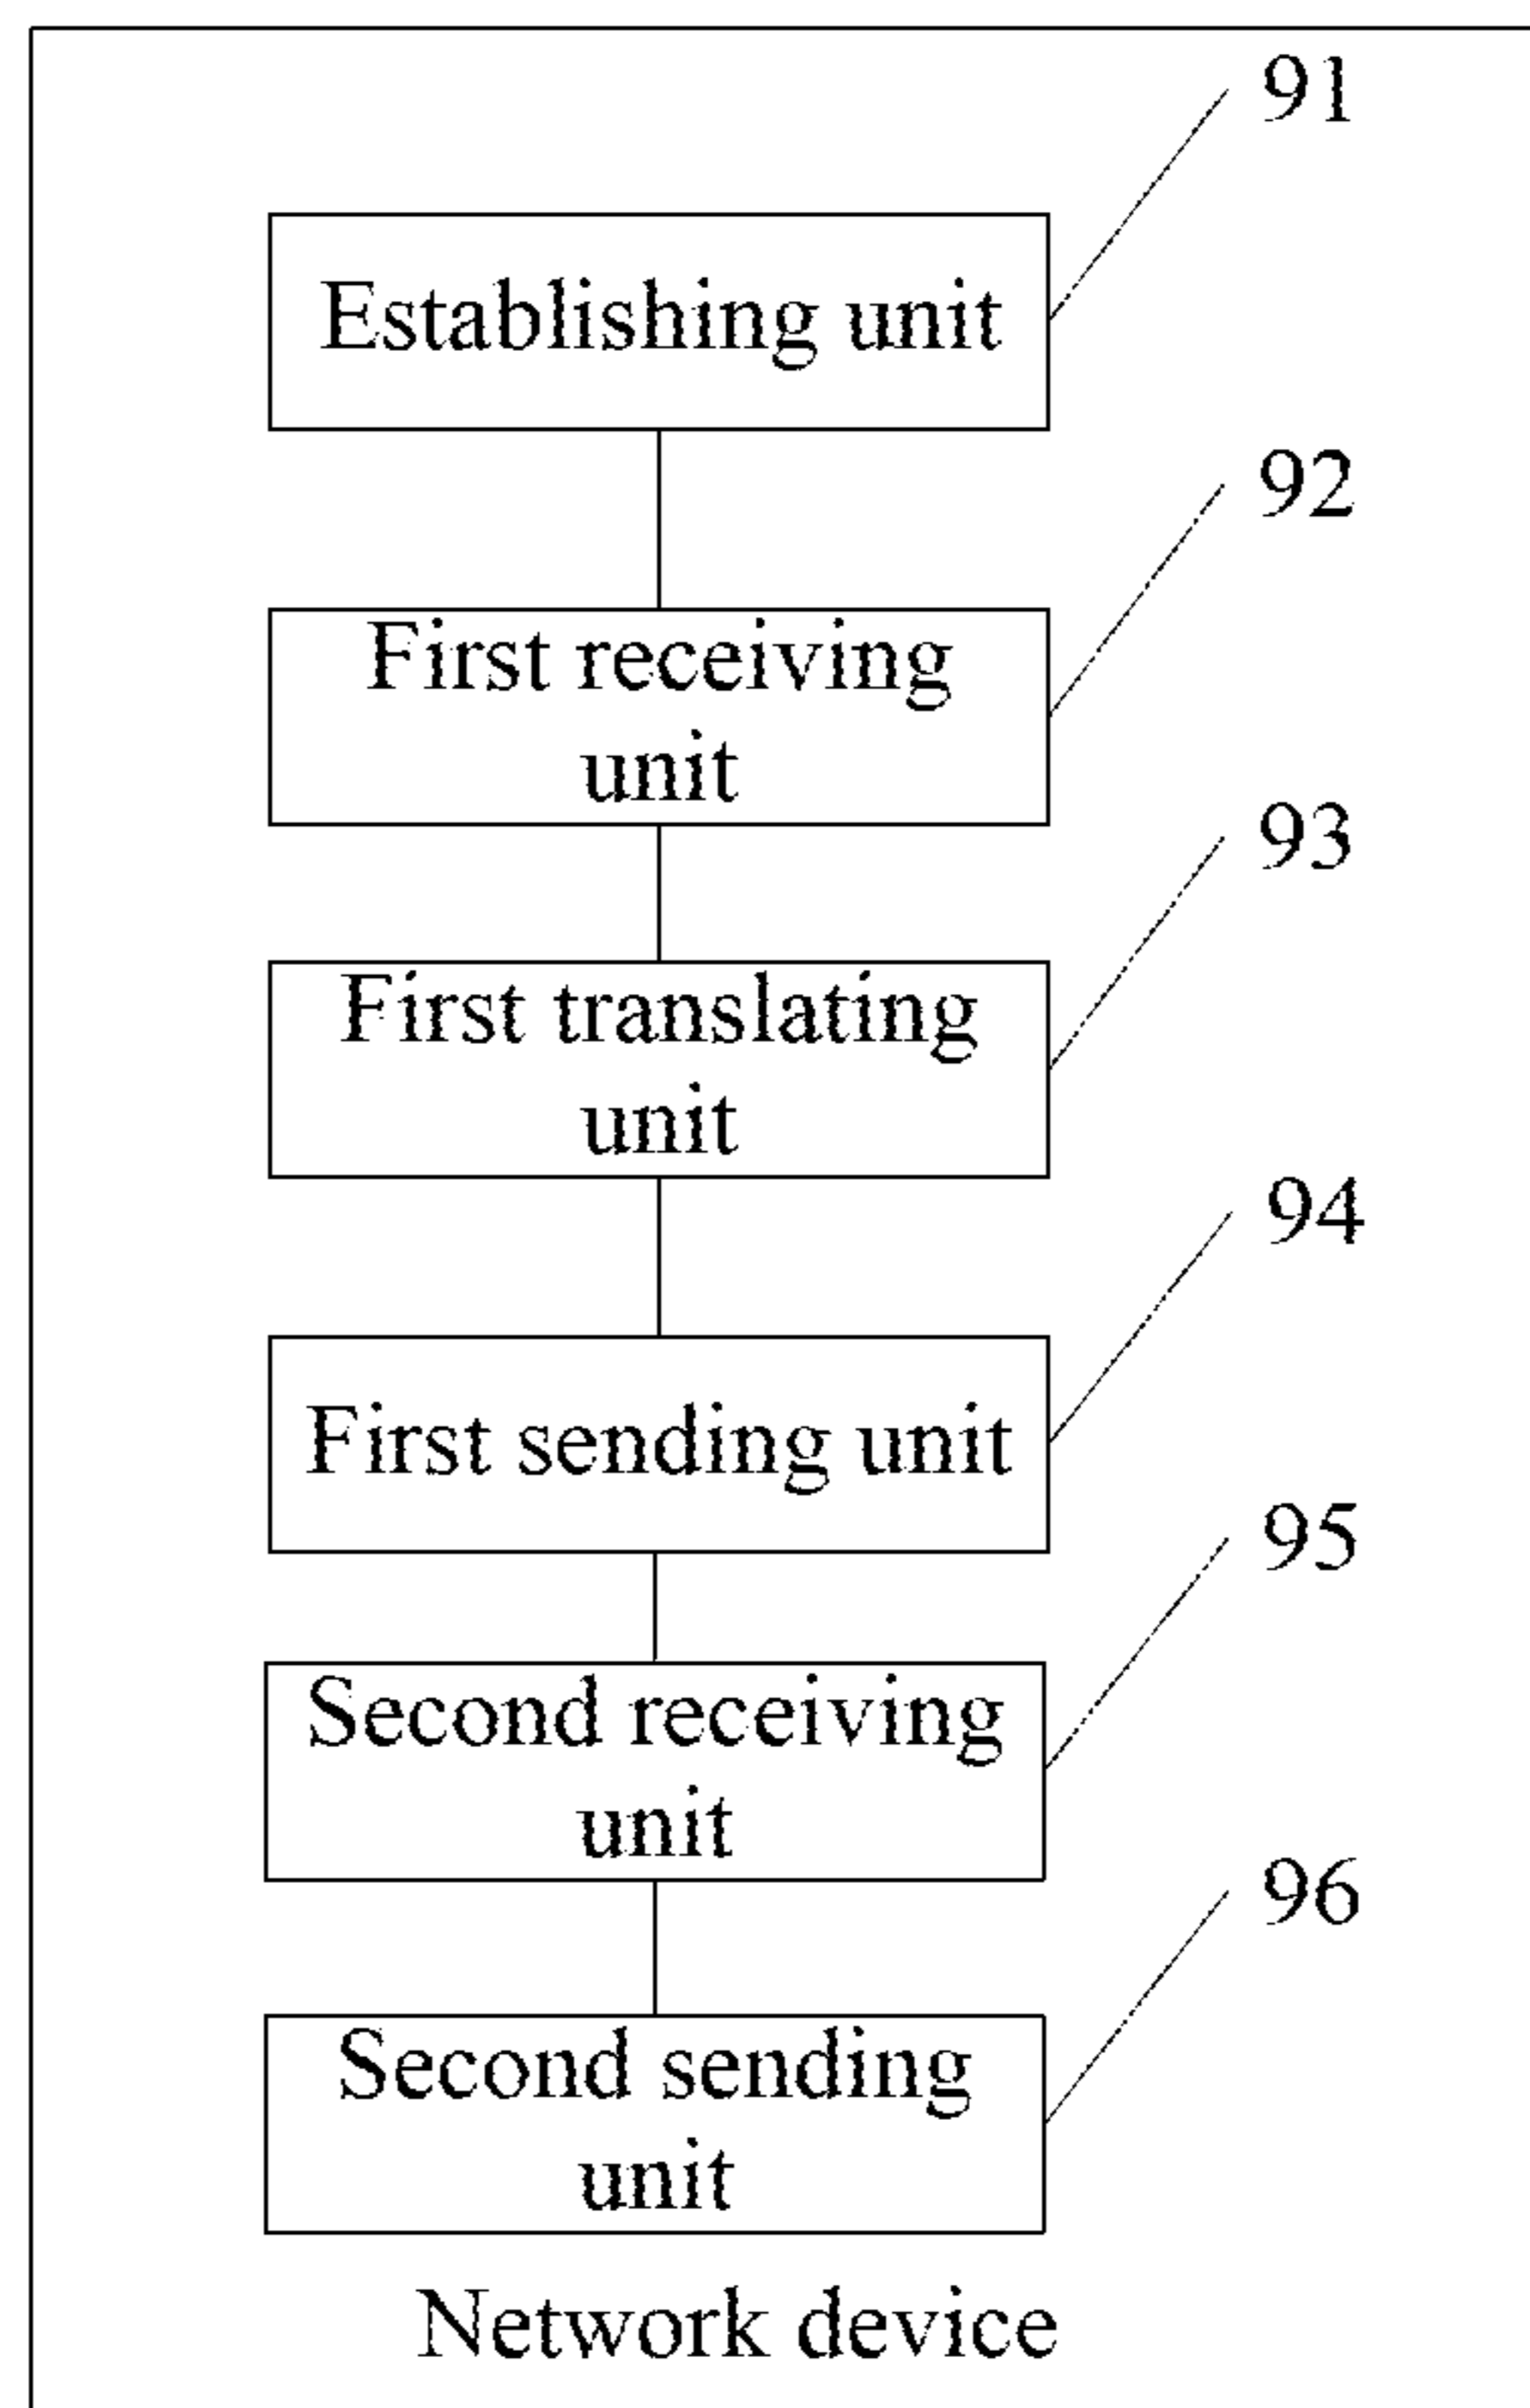 91
Establishing unit
92
First receiving
unit
93
First translating
unit
94
First sending unit
95
Second receiving
unit
96
Second sending
unit
Network device